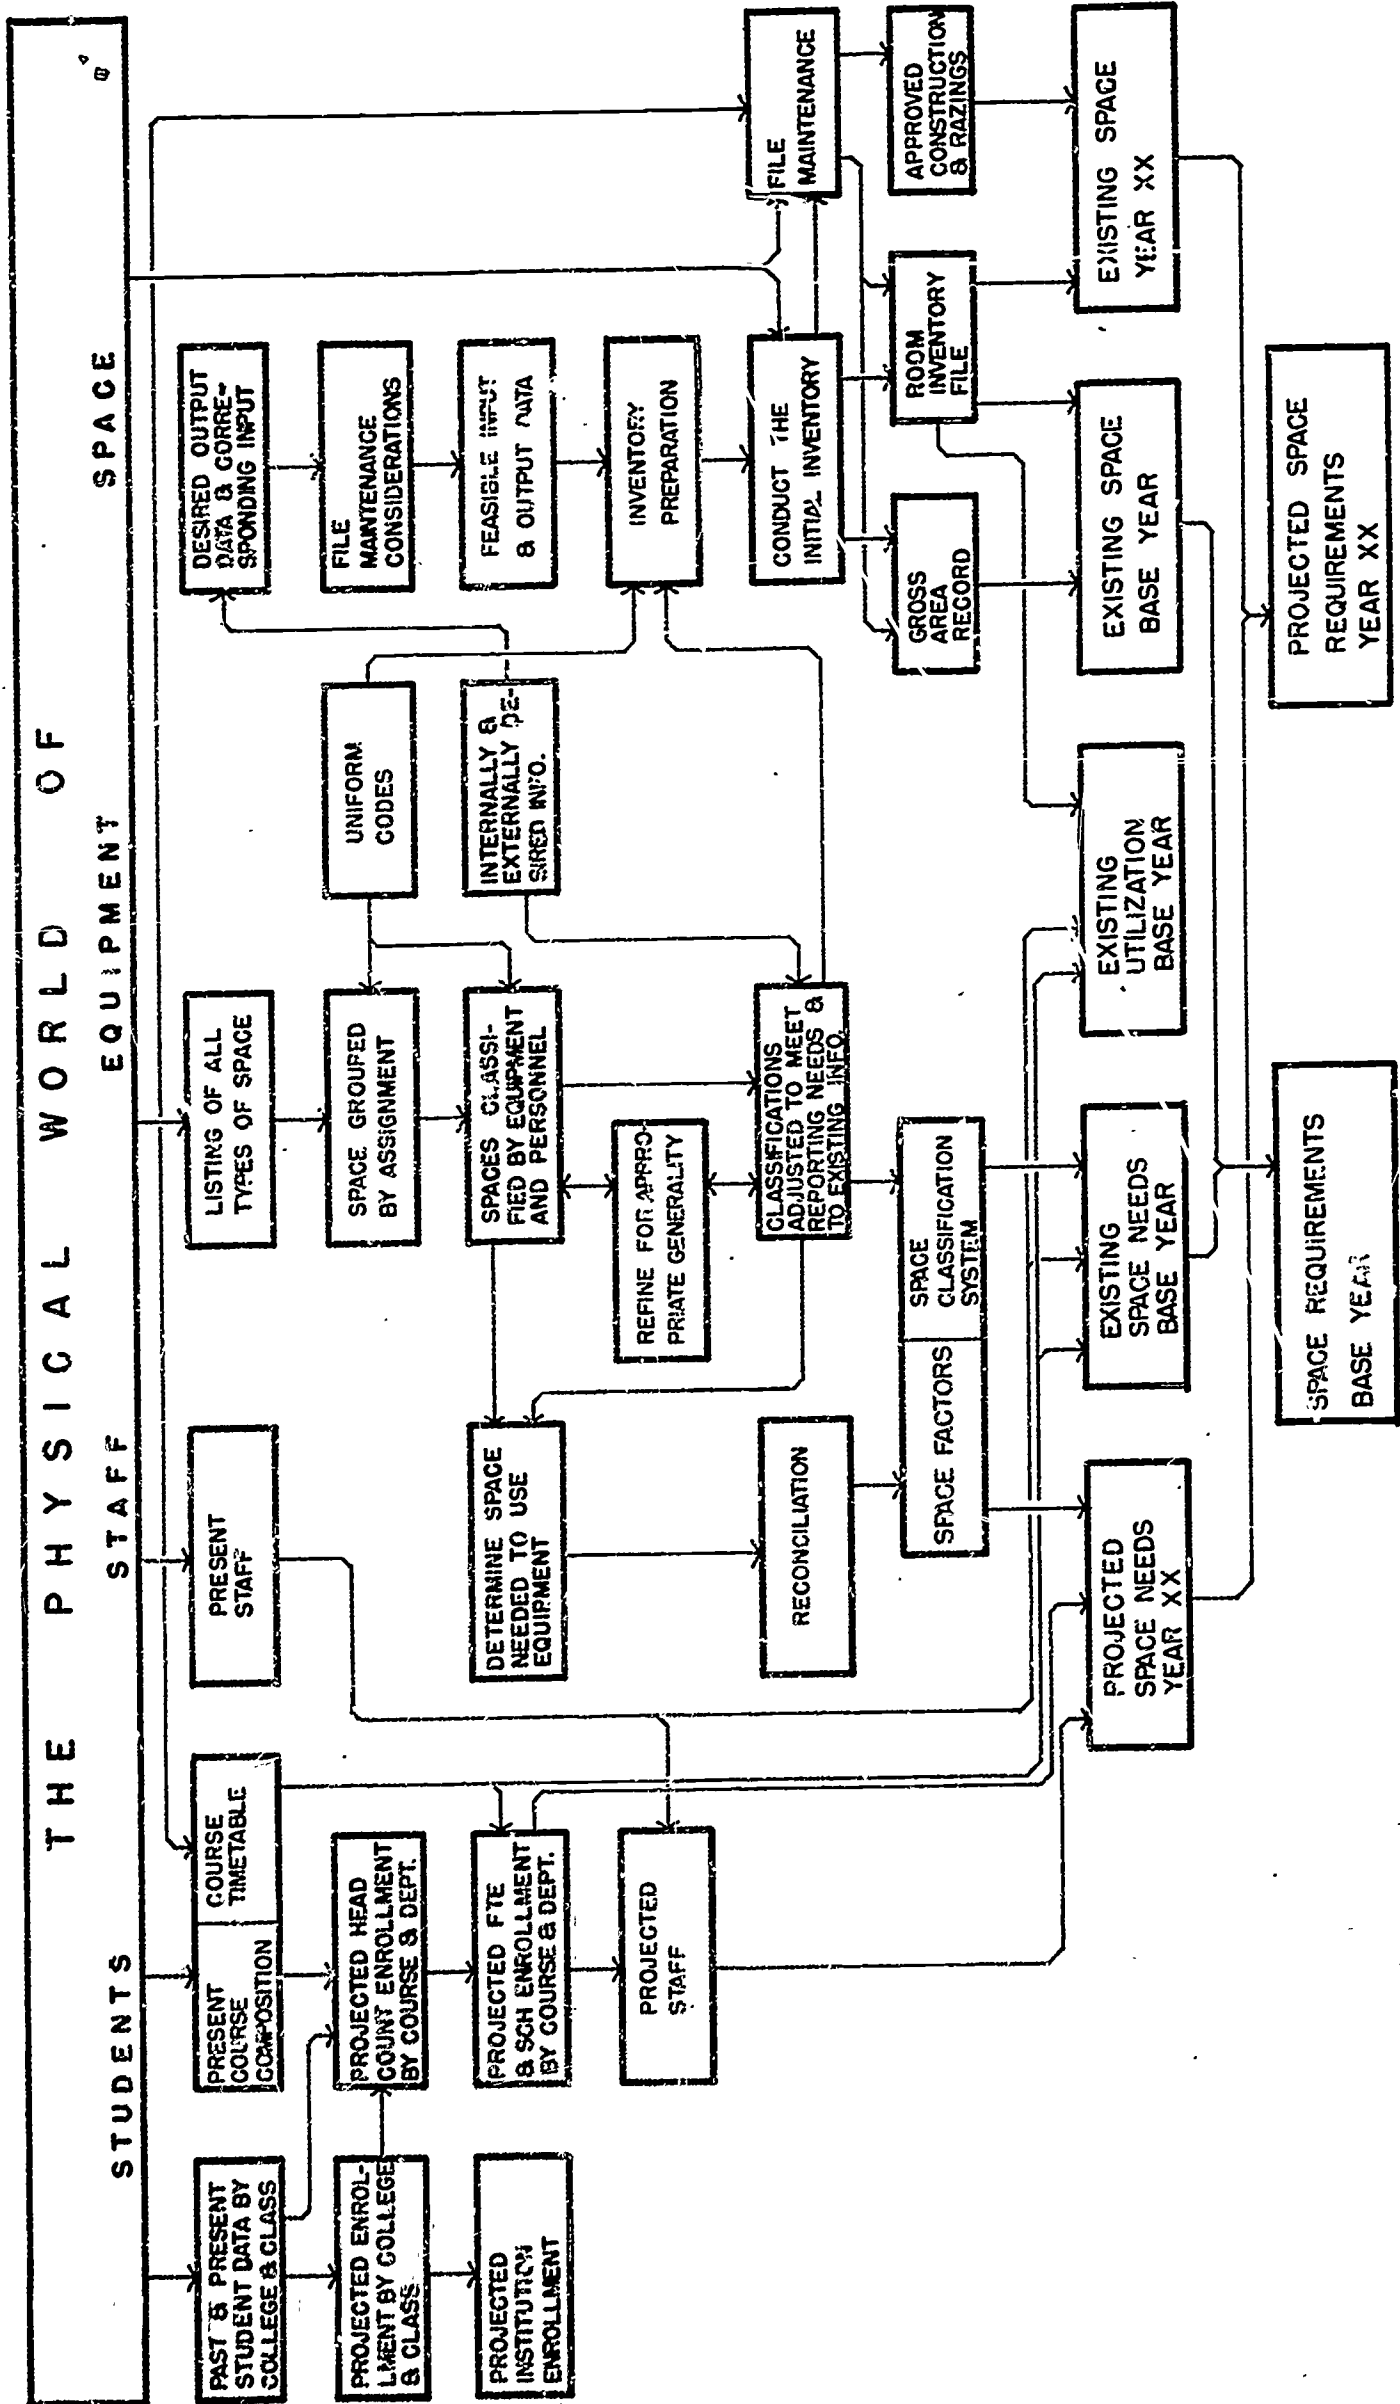 THE PHYSICAL WORLD OF
STUDENTS
STAFF
EQUIPMENT
SPACE
PAST & PRESENT
STUDENT DATA BY
COLLEGE & CLASS
PROJECTED ENROL-
LMENT BY COLLEGE
& CLASS
PROJECTED
INSTITUTION
ENROLLMENT
PRESENT
COURSE
COMPOSITION
COURSE
TIMETABLE
PROJECTED HEAD
COUNT ENROLLMENT
BY COURSE & DEPT.
PROJECTED FTE
& SCH ENROLLMENT
BY COURSE & DEPT.
PROJECTED
STAFF
PRESENT
STAFF
DETERMINE SPACE
NEEDED TO USE
EQUIPMENT
RECONCILIATION
LISTING OF ALL
TYPES OF SPACE
SPACE GROUPED
BY ASSIGNMENT
SPACES CLASSI-
FIED BY EQUIPMENT
AND PERSONNEL
REFINE FOR APPRO-
PRIATE GENERALITY
CLASSIFICATIONS
ADJUSTED TO MEET
REPORTING NEEDS &
TO EXISTING INFO.
SPACE FACTORS
SPACE
CLASSIFICATION
SYSTEM
UNIFORM
CODES
INTERNALLY &
EXTERNALLY DE-
SIRED INFO.
DESIRED OUTPUT
DATA & CORRE-
SPONDING INPUT
FILE
MAINTENANCE
CONSIDERATIONS
FEASIBLE INPUT
& OUTPUT DATA
INVENTORY
PREPARATION
CONDUCT THE
INITIAL INVENTORY
FILE
MAINTENANCE
GROSS
AREA
RECORD
ROOM
INVENTORY
FILE
APPROVED
CONSTRUCTION
& RAZINGS
PROJECTED
SPACE NEEDS
YEAR XX
EXISTING
SPACE NEEDS
BASE YEAR
EXISTING
UTILIZATION
BASE YEAR
EXISTING SPACE
BASE YEAR
EXISTING SPACE
YEAR XX
SPACE REQUIREMENTS
BASE YEAR
PROJECTED SPACE
REQUIREMENTS
YEAR XX